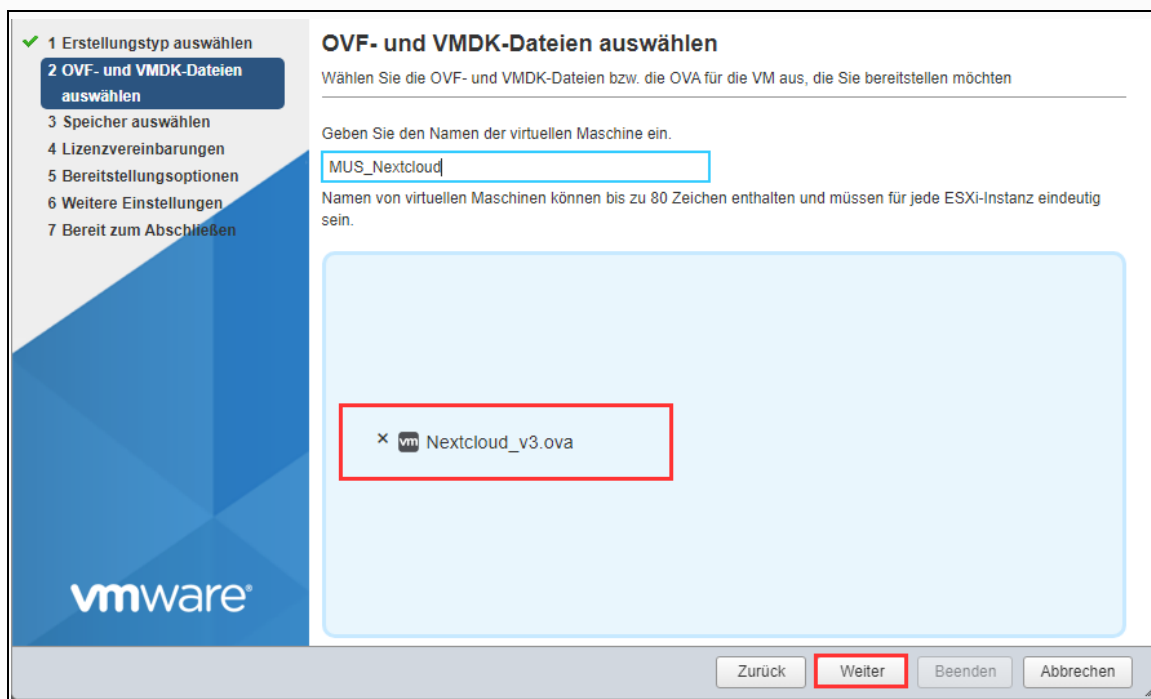 1 Erstellungstyp auswählen
2 OVF- und VMDK-Dateien
auswählen
3 Speicher auswählen
4 Lizenzvereinbarungen
5 Bereitstellungsoptionen
6 Weitere Einstellungen
7 Bereit zum Abschließen
vmware®
OVF- und VMDK-Dateien auswählen
Wählen Sie die OVF- und VMDK-Dateien bzw. die OVA für die VM aus, die Sie bereitstellen möchten
Geben Sie den Namen der virtuellen Maschine ein.
MUS_Nextcloud
Namen von virtuellen Maschinen können bis zu 80 Zeichen enthalten und müssen für jede ESXi-Instanz eindeutig
sein.
× vm Nextcloud_v3.ova
Zurück Weiter Beenden Abbrechen